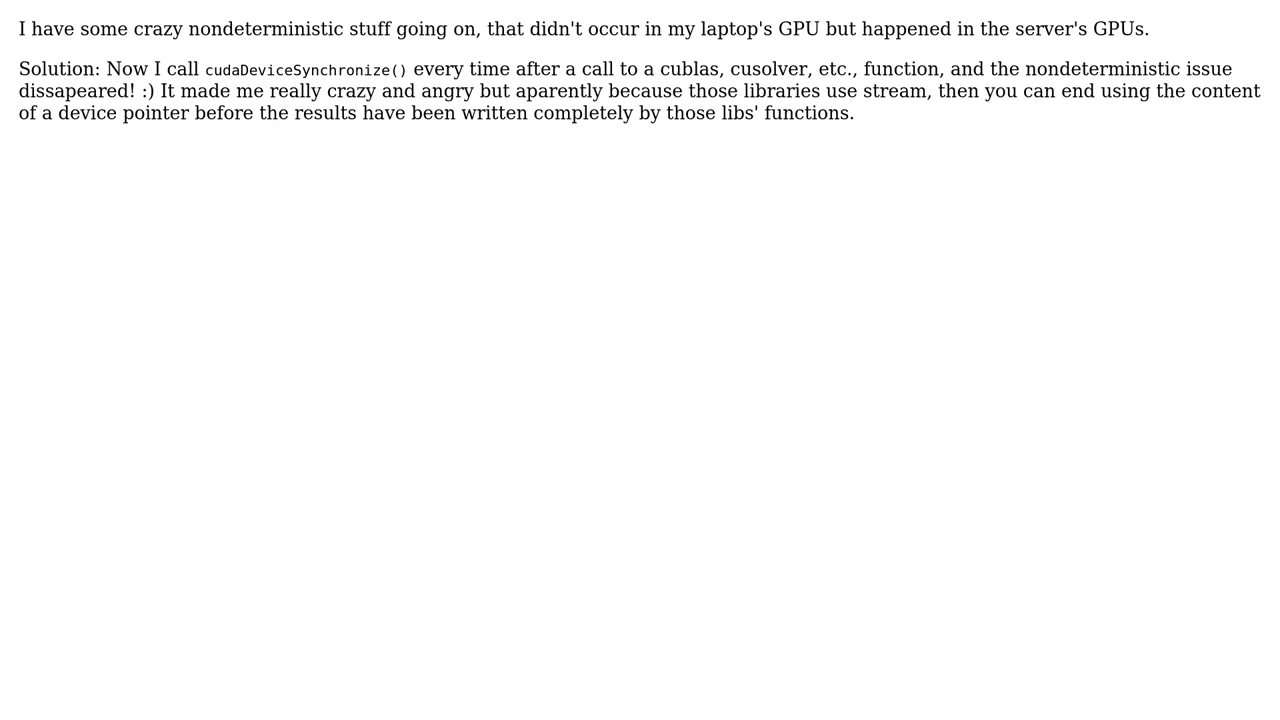 I have some crazy nondeterministic stuff going on, that didn't occur in my laptop's GPU but happened in the server's GPUs.
Solution: Now I call cudaDeviceSynchronize() every time after a call to a cublas, cusolver, etc., function, and the nondeterministic issue
dissapeared! :) It made me really crazy and angry but aparently because those libraries use stream, then you can end using the content
of a device pointer before the results have been written completely by those libs' functions.